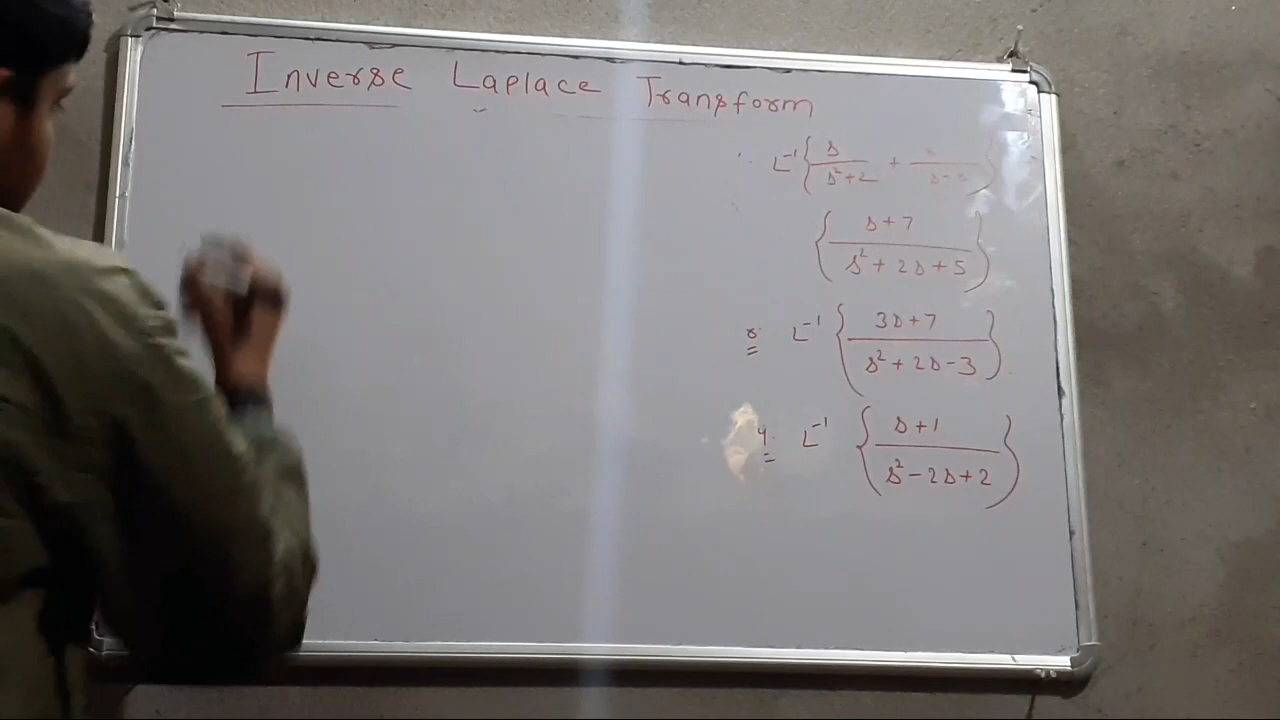 Inverse Laplace Transform
L⁻¹ { s / (s² + 2) +
{ (s + 7) / (s² + 2s + 5) }
L⁻¹ { (3s + 7) / (s² + 2s - 3) }
4. L⁻¹ { (s + 1) / (s² - 2s + 2) }